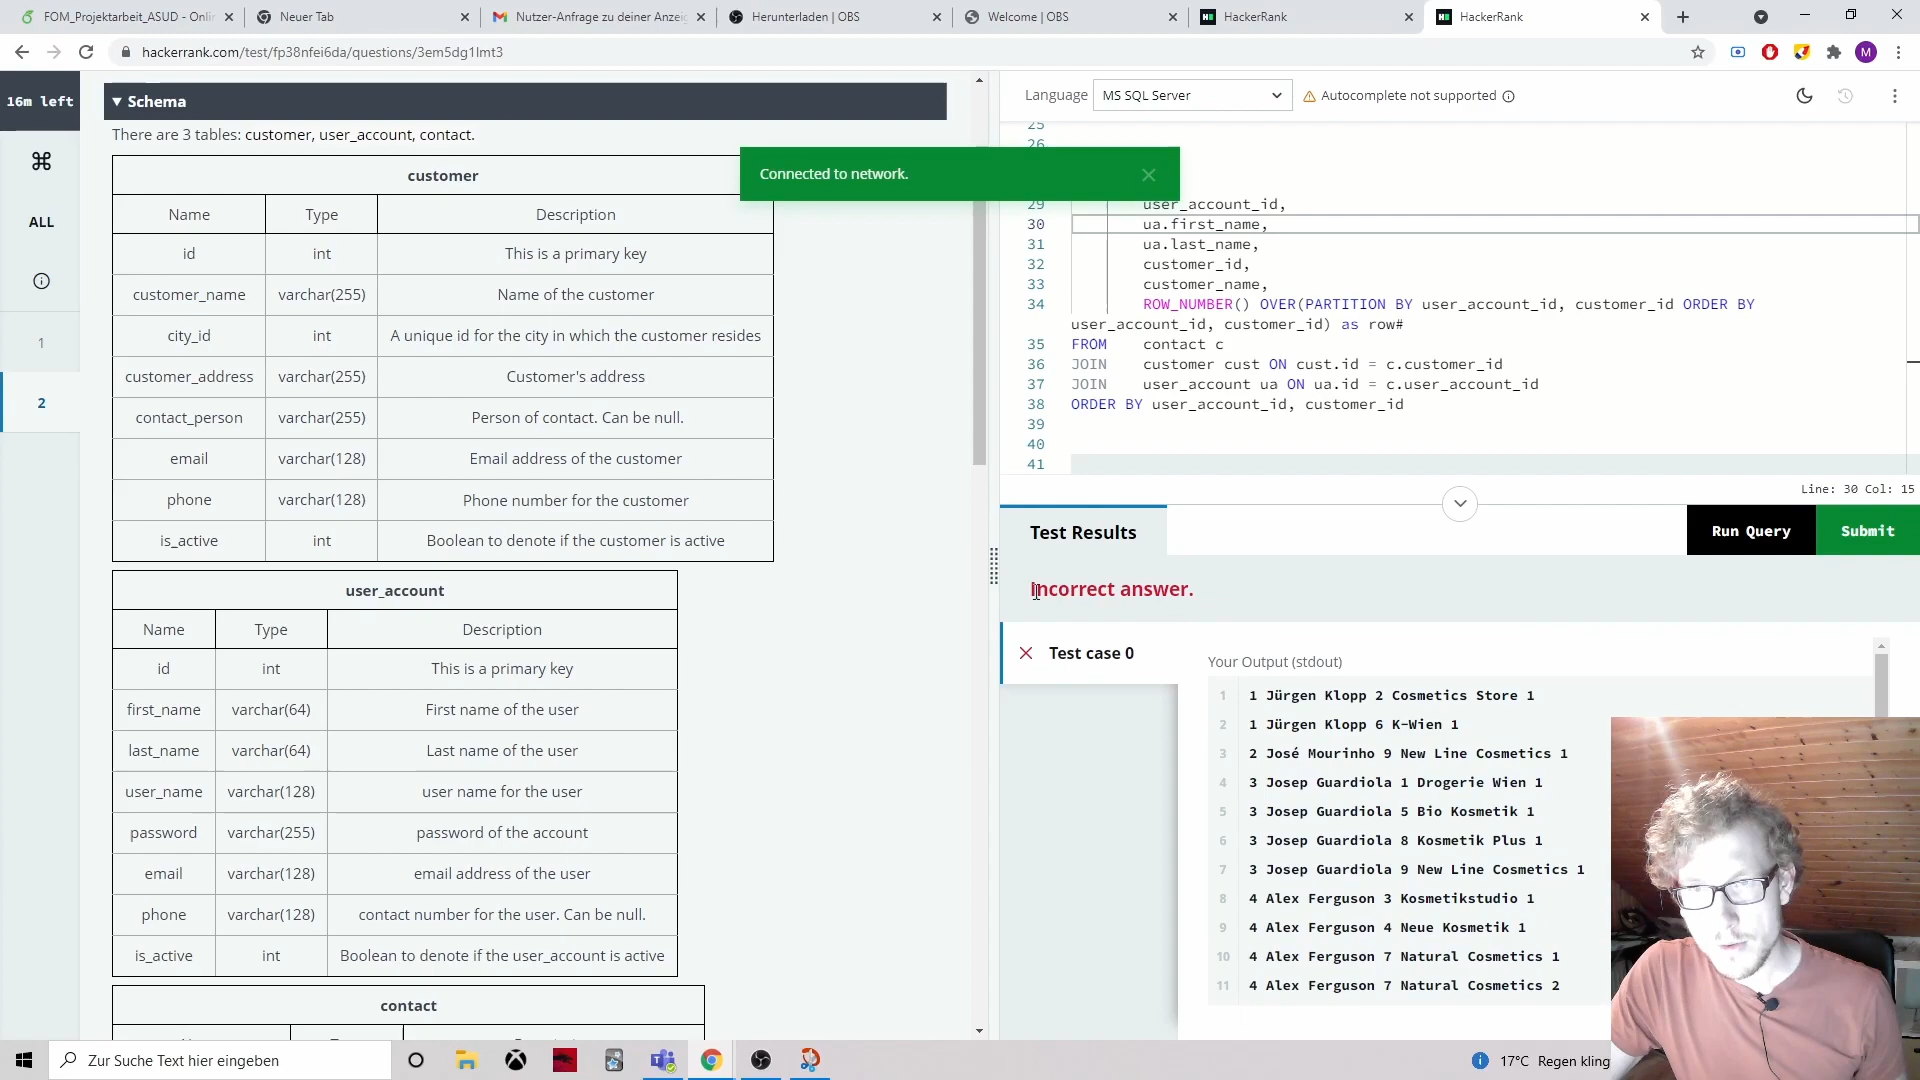 FOM_Projektarbeit_ASUD - Onli
Neuer Tab
Nutzer-Anfrage zu deiner Anzeig
Herunterladen | OBS
Welcome | OBS
HackerRank
HackerRank
hackerrank.com/test/fp38nfei6da/questions/3em5dg1lmt3
M
16m left
ALL
1
2
Schema
There are 3 tables: customer, user_account, contact.
customer
Name Type Description
id int This is a primary key
customer_name varchar(255) Name of the customer
city_id int A unique id for the city in which the customer resides
customer_address varchar(255) Customer's address
contact_person varchar(255) Person of contact. Can be null.
email varchar(128) Email address of the customer
phone varchar(128) Phone number for the customer
is_active int Boolean to denote if the customer is active
user_account
Name Type Description
id int This is a primary key
first_name varchar(64) First name of the user
last_name varchar(64) Last name of the user
user_name varchar(128) user name for the user
password varchar(255) password of the account
email varchar(128) email address of the user
phone varchar(128) contact number for the user. Can be null.
is_active int Boolean to denote if the user_account is active
contact
Connected to network.
Language MS SQL Server Autocomplete not supported
25
26
29 user_account_id,
30 ua.first_name,
31 ua.last_name,
32 customer_id,
33 customer_name,
34 ROW_NUMBER() OVER(PARTITION BY user_account_id, customer_id ORDER BY
user_account_id, customer_id) as row#
35 FROM contact c
36 JOIN customer cust ON cust.id = c.customer_id
37 JOIN user_account ua ON ua.id = c.user_account_id
38 ORDER BY user_account_id, customer_id
39
40
41
Line: 30 Col: 15
Test Results
Run Query
Submit
Incorrect answer.
Test case 0
Your Output (stdout)
1 1 Jürgen Klopp 2 Cosmetics Store 1
2 1 Jürgen Klopp 6 K-Wien 1
3 2 José Mourinho 9 New Line Cosmetics 1
4 3 Josep Guardiola 1 Drogerie Wien 1
5 3 Josep Guardiola 5 Bio Kosmetik 1
6 3 Josep Guardiola 8 Kosmetik Plus 1
7 3 Josep Guardiola 9 New Line Cosmetics 1
8 4 Alex Ferguson 3 Kosmetikstudio 1
9 4 Alex Ferguson 4 Neue Kosmetik 1
10 4 Alex Ferguson 7 Natural Cosmetics 1
11 4 Alex Ferguson 7 Natural Cosmetics 2
Zur Suche Text hier eingeben
17°C Regen kling